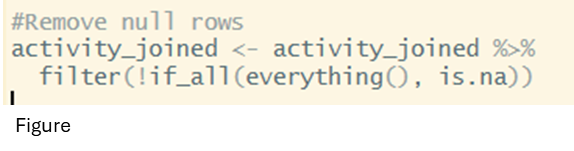 #Remove null rows
activity_joined <- activity_joined %>%
  filter(!if_all(everything(), is.na))
Figure